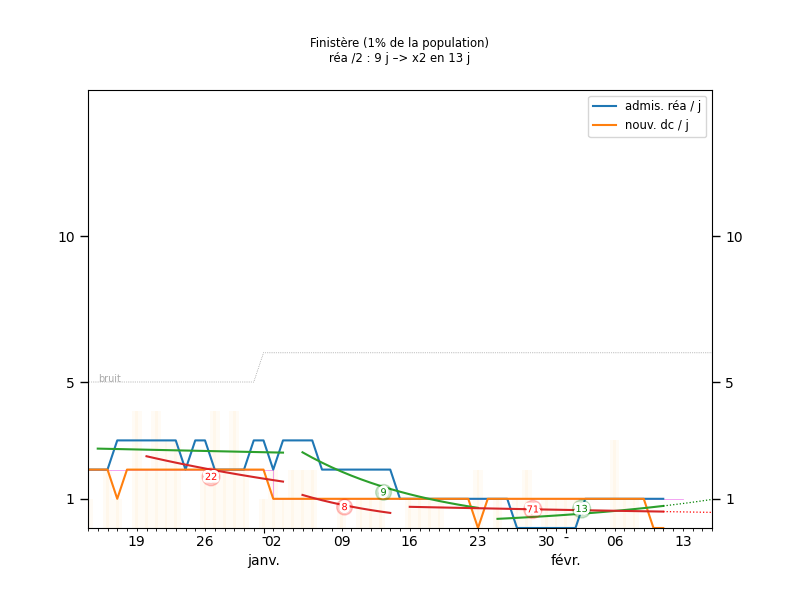 Finistère (1% de la population)
réa /2 : 9 j –> x2 en 13 j
admis. réa / j
nouv. dc / j
10
10
bruit
5
5
22
9
8
71
13
1
1
19
26
02
09
16
23
30
06
13
janv.
févr.